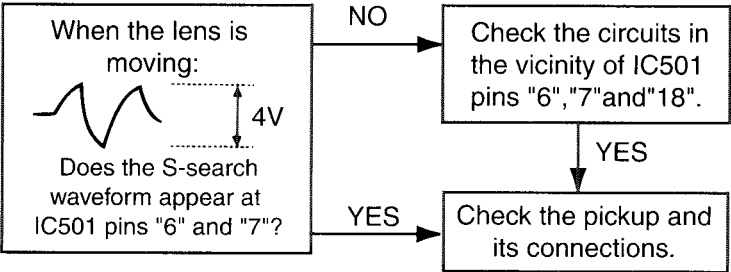 When the lens is
moving:
4V
Does the S-search
waveform appear at
IC501 pins "6" and "7"?
NO
Check the circuits in
the vicinity of IC501
pins "6","7"and"18".
YES
YES
Check the pickup and
its connections.